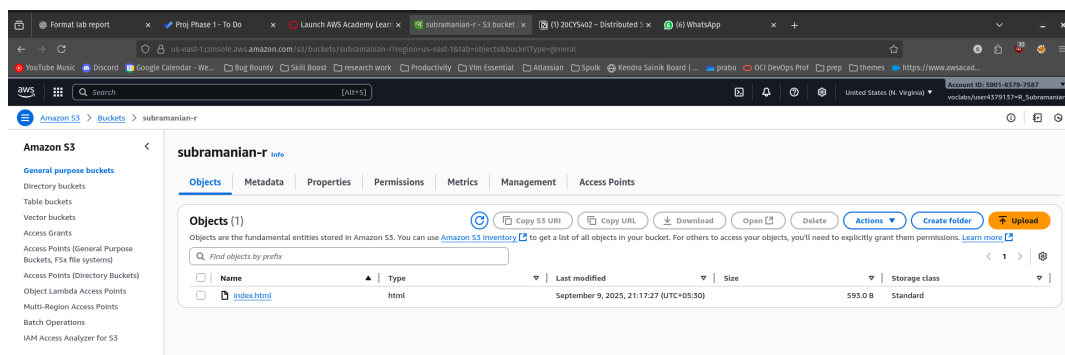 Format lab report
Proj Phase 1 - To Do
Launch AWS Academy Learn
subramanian-r - S3 bucket
(1) 20CYS402 – Distributed S
(6) WhatsApp
us-east-1.console.aws.amazon.com/s3/buckets/subramanian-r?region=us-east-1&tab=objects&bucketType=general
YouTube Music Discord Google Calendar - We... Bug Bounty Skill Boost research work Productivity Vim Essential Atlassian Spulk Kendra Sainik Board I ... prabu OCI DevOps Prof prep themes https://www.awsacad...
aws Search [Alt+S] United States (N. Virginia) Account ID: 5901-8379-7587
voclabs/user4379137=R_Subramanian
Amazon S3 > Buckets > subramanian-r
Amazon S3
General purpose buckets
Directory buckets
Table buckets
Vector buckets
Access Grants
Access Points (General Purpose
Buckets, FSx file systems)
Access Points (Directory Buckets)
Object Lambda Access Points
Multi-Region Access Points
Batch Operations
IAM Access Analyzer for S3
subramanian-r Info
Objects Metadata Properties Permissions Metrics Management Access Points
Objects (1) Copy S3 URI Copy URL Download Open Delete Actions Create folder Upload
Objects are the fundamental entities stored in Amazon S3. You can use Amazon S3 inventory to get a list of all objects in your bucket. For others to access your objects, you'll need to explicitly grant them permissions. Learn more
Find objects by prefix
1
Name Type Last modified Size Storage class
Index.html html September 9, 2025, 21:17:27 (UTC+05:30) 593.0 B Standard